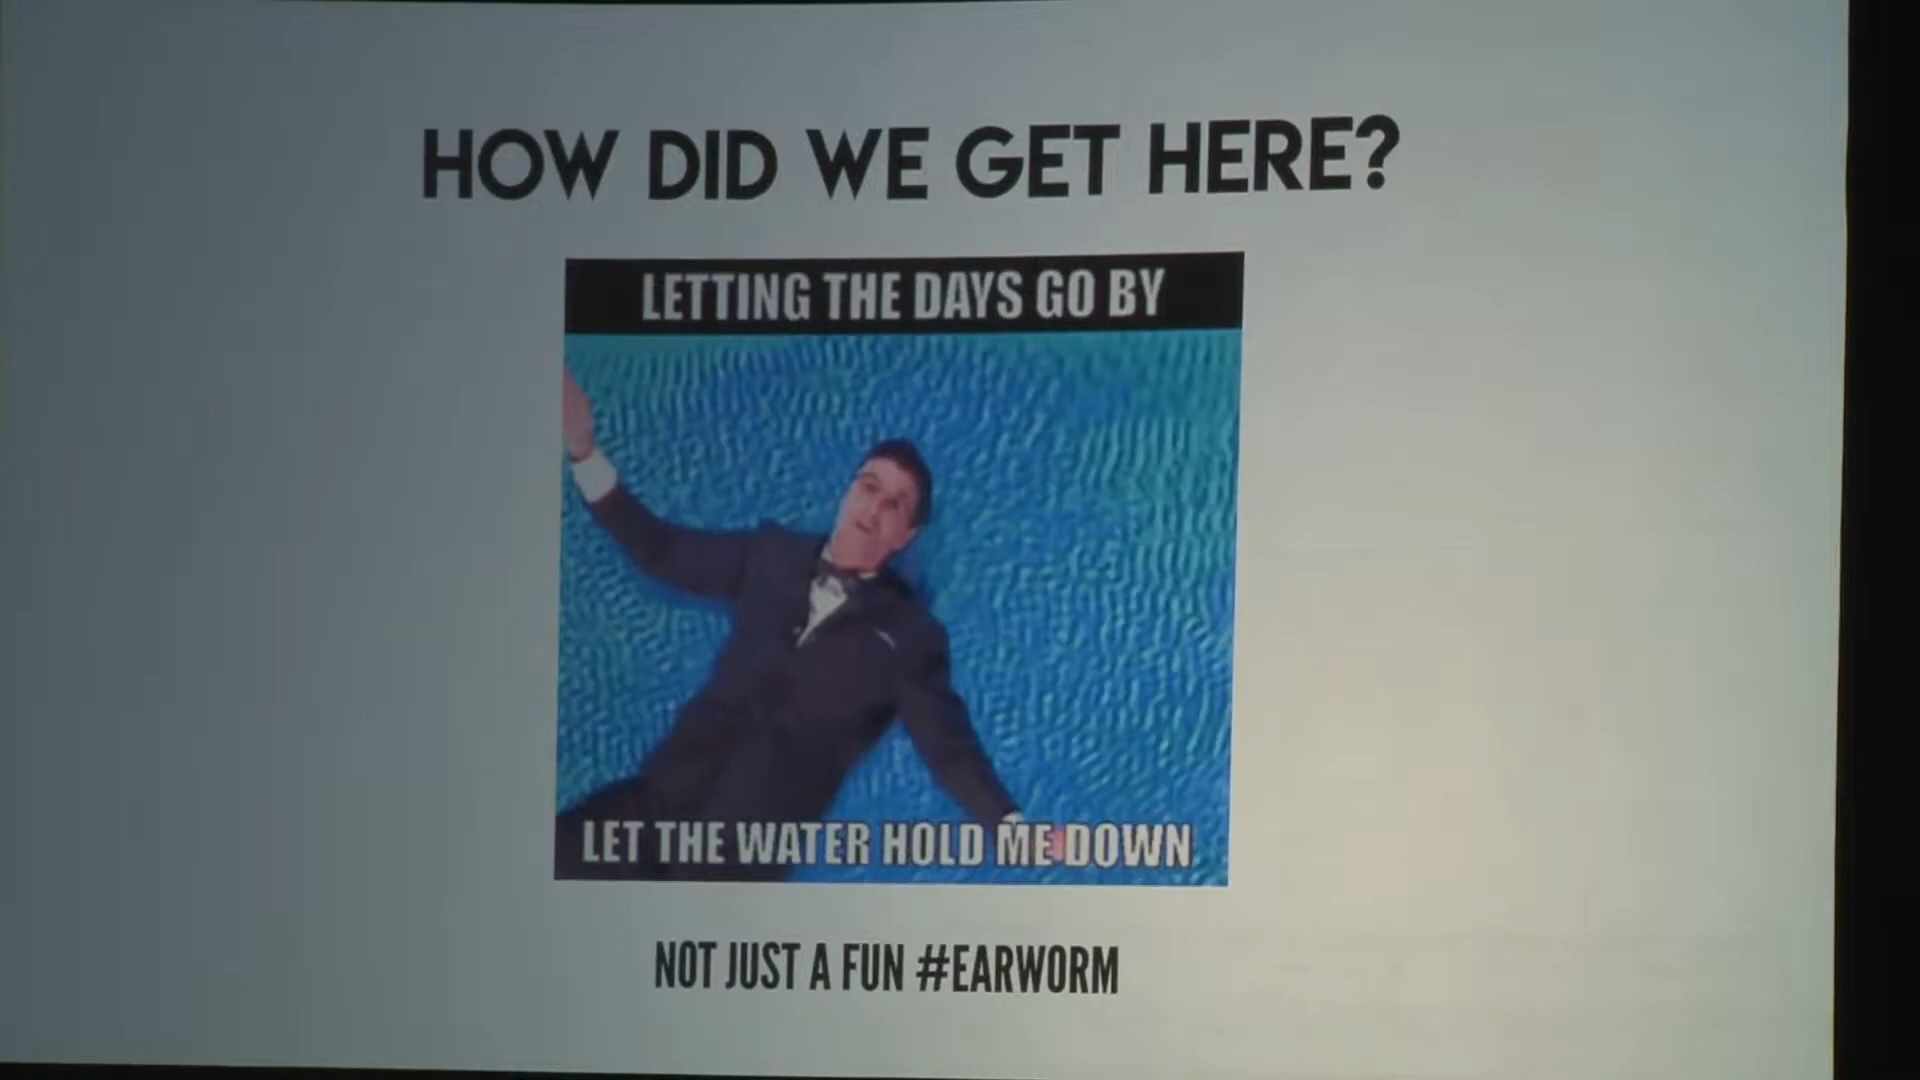 HOW DID WE GET HERE?
LETTING THE DAYS GO BY
LET THE WATER HOLD ME DOWN
NOT JUST A FUN #EARWORM